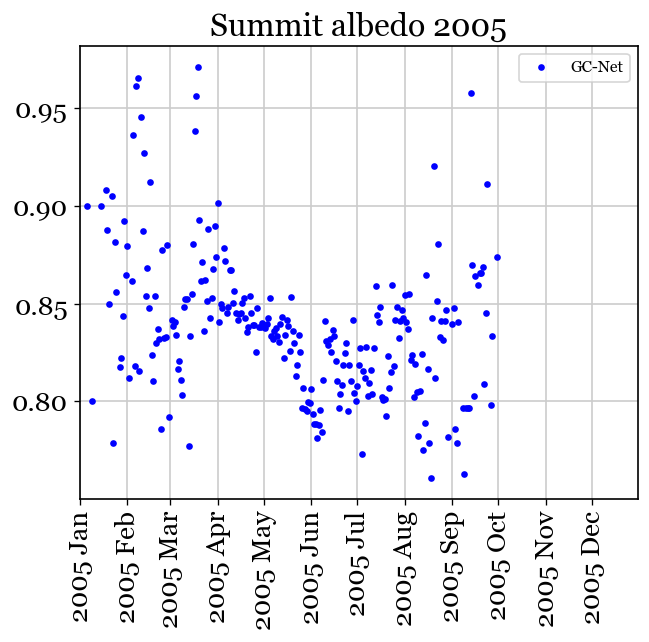 Summit albedo 2005
GC-Net
0.95
0.90
0.85
0.80
2005 Jan
2005 Feb
2005 Mar
2005 Apr
2005 May
2005 Jun
2005 Jul
2005 Aug
2005 Sep
2005 Oct
2005 Nov
2005 Dec